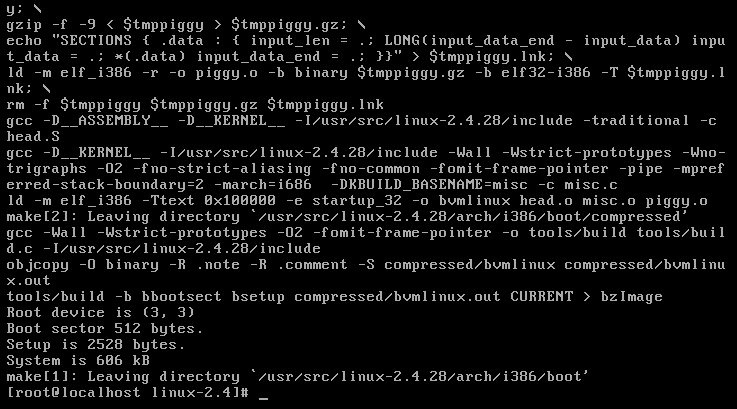 y; \
gzip -f -9 < $tmppiggy > $tmppiggy.gz; \
echo "SECTIONS { .data : { input_len = .; LONG(input_data_end - input_data) inpu
t_data = .; *(.data) input_data_end = .; }}" > $tmppiggy.lnk; \
ld -m elf_i386 -r -o piggy.o -b binary $tmppiggy.gz -b elf32-i386 -T $tmppiggy.l
nk; \
rm -f $tmppiggy $tmppiggy.gz $tmppiggy.lnk
gcc -D__ASSEMBLY__ -D__KERNEL__ -I/usr/src/linux-2.4.28/include -traditional -c 
head.S
gcc -D__KERNEL__ -I/usr/src/linux-2.4.28/include -Wall -Wstrict-prototypes -Wno-
trigraphs -O2 -fno-strict-aliasing -fno-common -fomit-frame-pointer -pipe -mpref
erred-stack-boundary=2 -march=i686  -DKBUILD_BASENAME=misc -c misc.c
ld -m elf_i386 -Ttext 0x100000 -e startup_32 -o bvmlinux head.o misc.o piggy.o
make[2]: Leaving directory `/usr/src/linux-2.4.28/arch/i386/boot/compressed'
gcc -Wall -Wstrict-prototypes -O2 -fomit-frame-pointer -o tools/build tools/buil
d.c -I/usr/src/linux-2.4.28/include
objcopy -O binary -R .note -R .comment -S compressed/bvmlinux compressed/bvmlinu
x.out
tools/build -b bbootsect bsetup compressed/bvmlinux.out CURRENT > bzImage
Root device is (3, 3)
Boot sector 512 bytes.
Setup is 2528 bytes.
System is 606 kB
make[1]: Leaving directory `/usr/src/linux-2.4.28/arch/i386/boot'
[root@localhost linux-2.4]# _